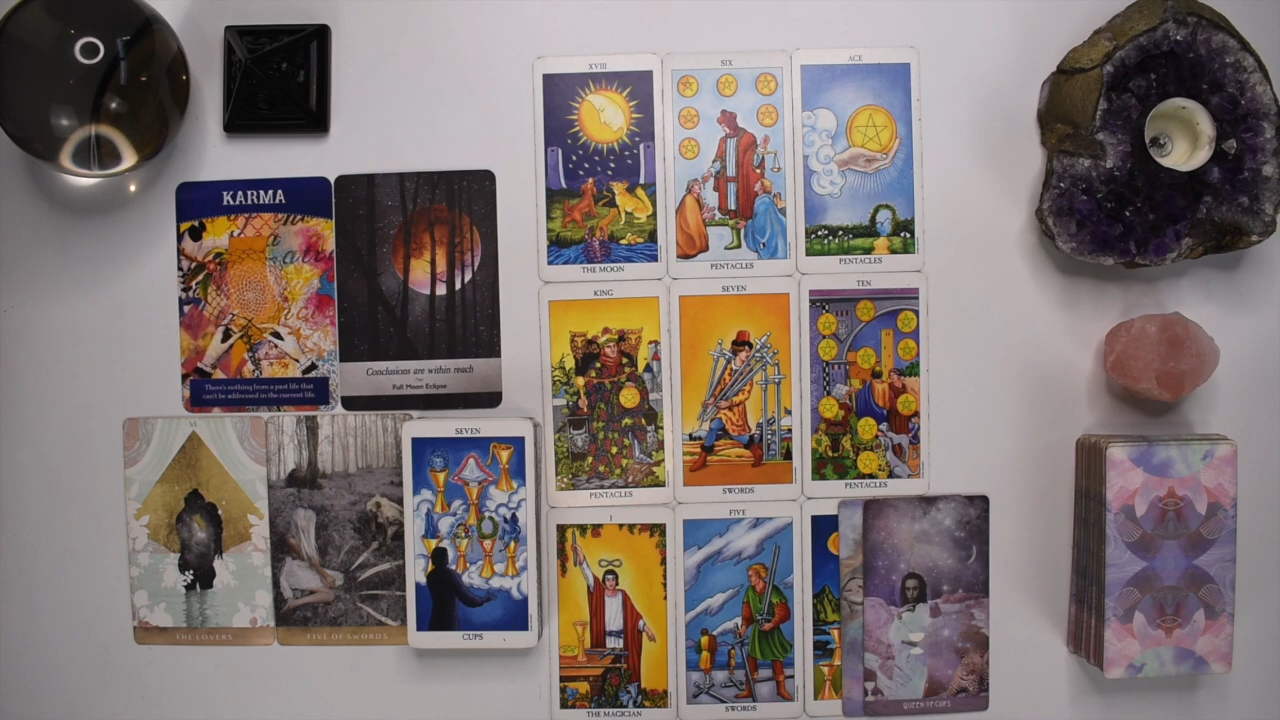 XVIII
THE MOON
SIX
PENTACLES
ACE
PENTACLES
KARMA
There's nothing from a past life that
can't be addressed in the current life.
Conclusions are within reach
Full Moon Eclipse
KING
PENTACLES
SEVEN
SWORDS
TEN
PENTACLES
VI
THE LOVERS
FIVE OF SWORDS
SEVEN
CUPS
I
THE MAGICIAN
FIVE
SWORDS
QUEEN OF CUPS